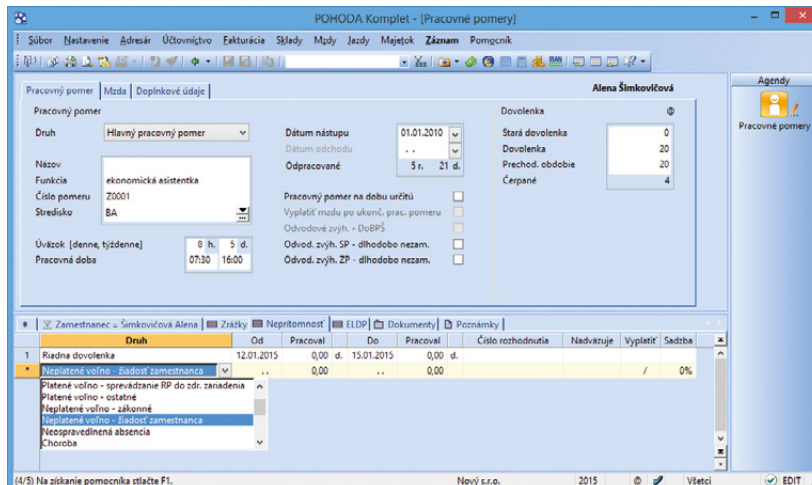 POHODA Komplet - [Pracovné pomery]
Súbor Nastavenie Adresár Účtovníctvo Fakturácia Sklady Mzdy Jazdy Majetok Záznam Pomocník
Agendy
Pracovné pomery
Pracovný pomer Mzda Doplnkové údaje Alena Šimkovičová
Pracovný pomer Dovolenka @
Druh Hlavný pracovný pomer Dátum nástupu 01.01.2010 Stará dovolenka 0
Dátum odchodu . . Dovolenka 20
Názov Odpracované 5 r. 21 d. Prechod. obdobie 20
Funkcia ekonomická asistentka Čerpané 4
Číslo pomeru Z0001 Pracovný pomer na dobu určitú
Stredisko BA Vyplatiť mzdu po ukonč. prac. pomeru
Odvodové zvýh. - DoBPŠ
Úväzok [denne, týždenne] 8 h. 5 d. Odvod. zvýh. SP - dlhodobo nezam.
Pracovná doba 07:30 16:00 Odvod. zvýh. ZP - dlhodobo nezam.
* Zamestnanec = Šimkovičová Alena Zrážky Neprítomnosť ELDP Dokumenty Poznámky
Druh Od Pracoval Do Pracoval Číslo rozhodnutia Nadväzuje Vyplatiť Sadzba
1 Riadna dovolenka 12.01.2015 0,00 d. 15.01.2015 0,00 d.
* Neplatené voľno - žiadosť zamestnanca . . 0,00 . . 0,00 / 0%
Platené voľno - sprevádzanie RP do zdr. zariadenia
Platené voľno - ostatné
Neplatené voľno - zákonné
Neplatené voľno - žiadosť zamestnanca
Neospravedlnená absencia
Choroba
(4/5) Na získanie pomocníka stlačte F1. Nový s.r.o. 2015 @ Všetci EDIT